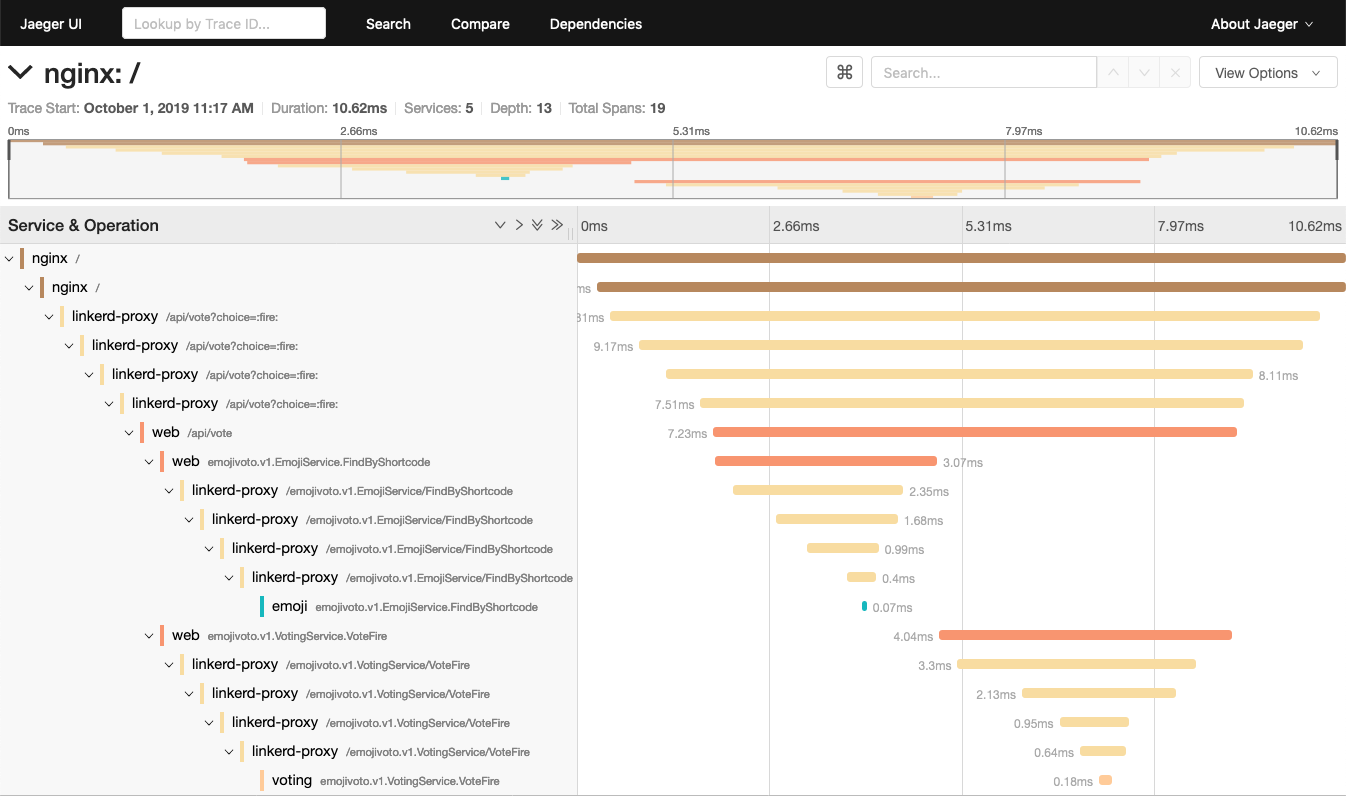 Jaeger UI Lookup by Trace ID... Search Compare Dependencies About Jaeger
nginx: / ⌘ Search... View Options
Trace Start: October 1, 2019 11:17 AM Duration: 10.62ms Services: 5 Depth: 13 Total Spans: 19
0ms 2.66ms 5.31ms 7.97ms 10.62ms
Service & Operation 0ms 2.66ms 5.31ms 7.97ms 10.62ms
nginx /
nginx / ms
linkerd-proxy /api/vote?choice=:fire: 81ms
linkerd-proxy /api/vote?choice=:fire: 9.17ms
linkerd-proxy /api/vote?choice=:fire: 8.11ms
linkerd-proxy /api/vote?choice=:fire: 7.51ms
web /api/vote 7.23ms
web emojivoto.v1.EmojiService.FindByShortcode 3.07ms
linkerd-proxy /emojivoto.v1.EmojiService/FindByShortcode 2.35ms
linkerd-proxy /emojivoto.v1.EmojiService/FindByShortcode 1.68ms
linkerd-proxy /emojivoto.v1.EmojiService/FindByShortcode 0.99ms
linkerd-proxy /emojivoto.v1.EmojiService/FindByShortcode 0.4ms
emoji emojivoto.v1.EmojiService.FindByShortcode 0.07ms
web emojivoto.v1.VotingService.VoteFire 4.04ms
linkerd-proxy /emojivoto.v1.VotingService/VoteFire 3.3ms
linkerd-proxy /emojivoto.v1.VotingService/VoteFire 2.13ms
linkerd-proxy /emojivoto.v1.VotingService/VoteFire 0.95ms
linkerd-proxy /emojivoto.v1.VotingService/VoteFire 0.64ms
voting emojivoto.v1.VotingService.VoteFire 0.18ms